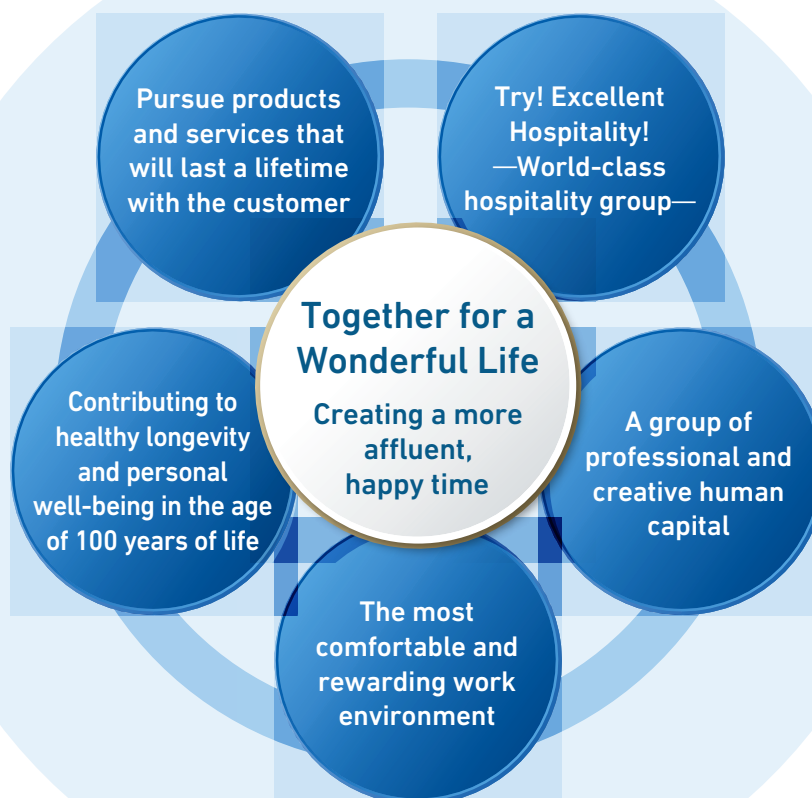 Pursue products
and services that
will last a lifetime
with the customer
Try! Excellent
Hospitality!
—World-class
hospitality group—
Together for a
Wonderful Life
Creating a more
affluent,
happy time
Contributing to
healthy longevity
and personal
well-being in the age
of 100 years of life
A group of
professional and
creative human
capital
The most
comfortable and
rewarding work
environment